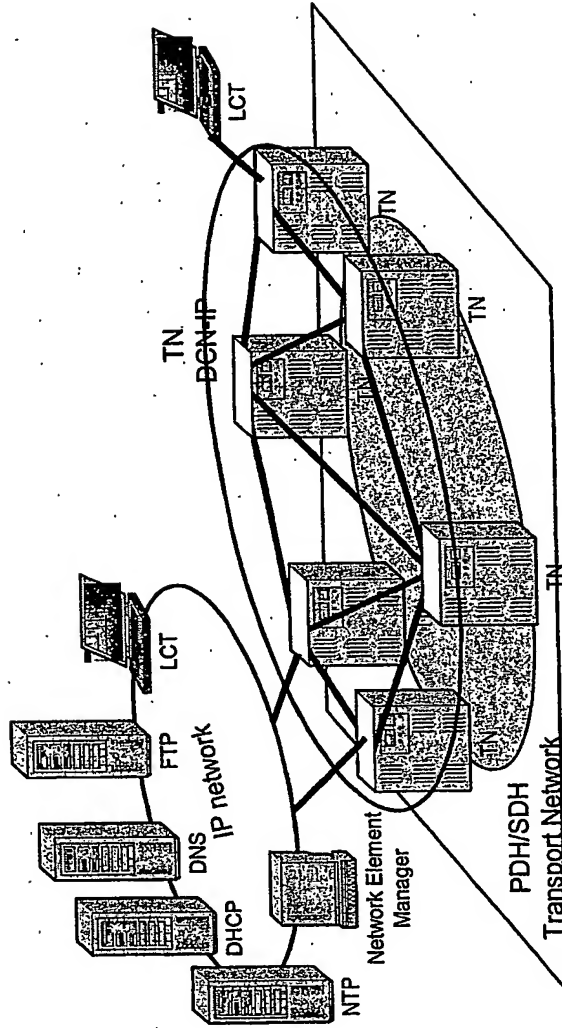 NTP
DHCP
DNS
FTP
LCT
IP network
Network Element
Manager
TN
DCN-IP
LCT
TN
TN
TN
TN
TN
PDH/SDH
Transport Network